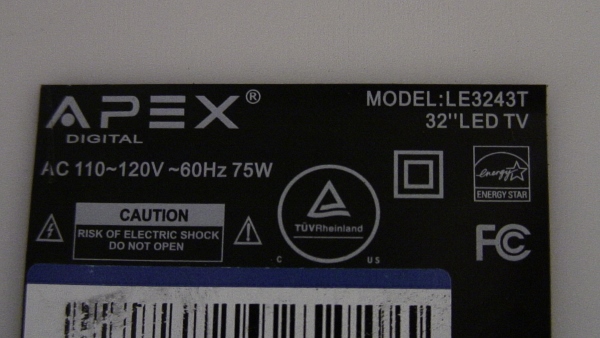 APEX®
DIGITAL
MODEL:LE3243T
32''LED TV
AC 110~120V ~60Hz 75W
CAUTION
RISK OF ELECTRIC SHOCK
DO NOT OPEN
TÜVRheinland
C US
energy
ENERGY STAR
FC